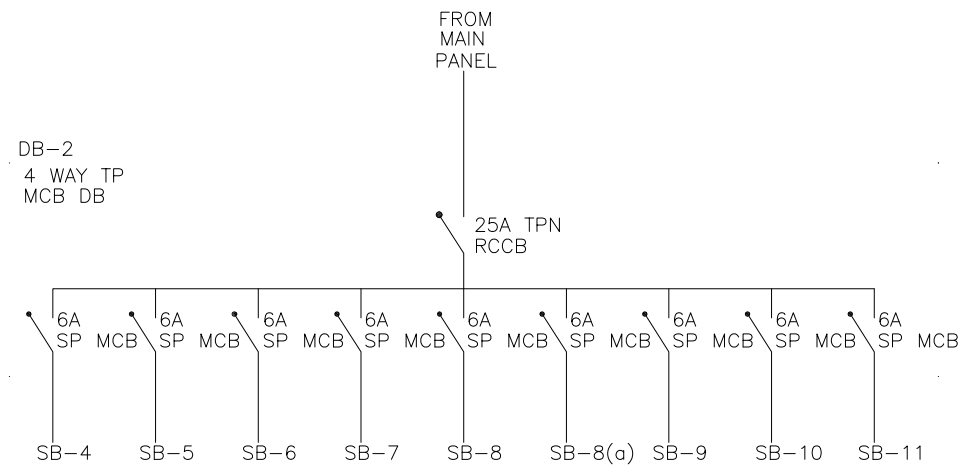 FROM
MAIN
PANEL
DB-2
4 WAY TP
MCB DB
25A TPN
RCCB
6A 6A 6A 6A 6A 6A 6A 6A 6A
SP MCB SP MCB SP MCB SP MCB SP MCB SP MCB SP MCB SP MCB SP MCB
SB-4 SB-5 SB-6 SB-7 SB-8 SB-8(a) SB-9 SB-10 SB-11